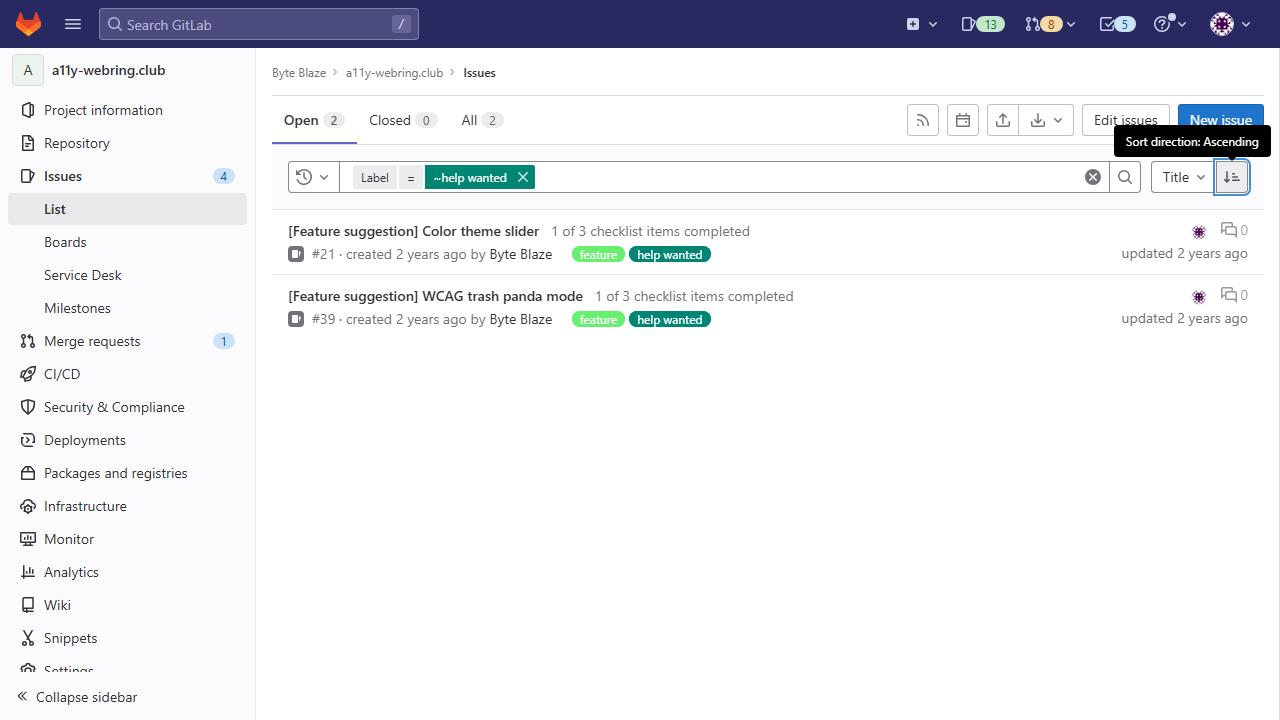 Search GitLab
/
13
8
5
A
a11y-webring.club
Project information
Repository
Issues
4
List
Boards
Service Desk
Milestones
Merge requests
1
CI/CD
Security & Compliance
Deployments
Packages and registries
Infrastructure
Monitor
Analytics
Wiki
Snippets
Settings
Collapse sidebar
Byte Blaze
a11y-webring.club
Issues
Open 2
Closed 0
All 2
Edit issues
New issue
Sort direction: Ascending
Label = ~help wanted
Title
[Feature suggestion] Color theme slider 1 of 3 checklist items completed
0
#21 · created 2 years ago by Byte Blaze feature help wanted
updated 2 years ago
[Feature suggestion] WCAG trash panda mode 1 of 3 checklist items completed
0
#39 · created 2 years ago by Byte Blaze feature help wanted
updated 2 years ago